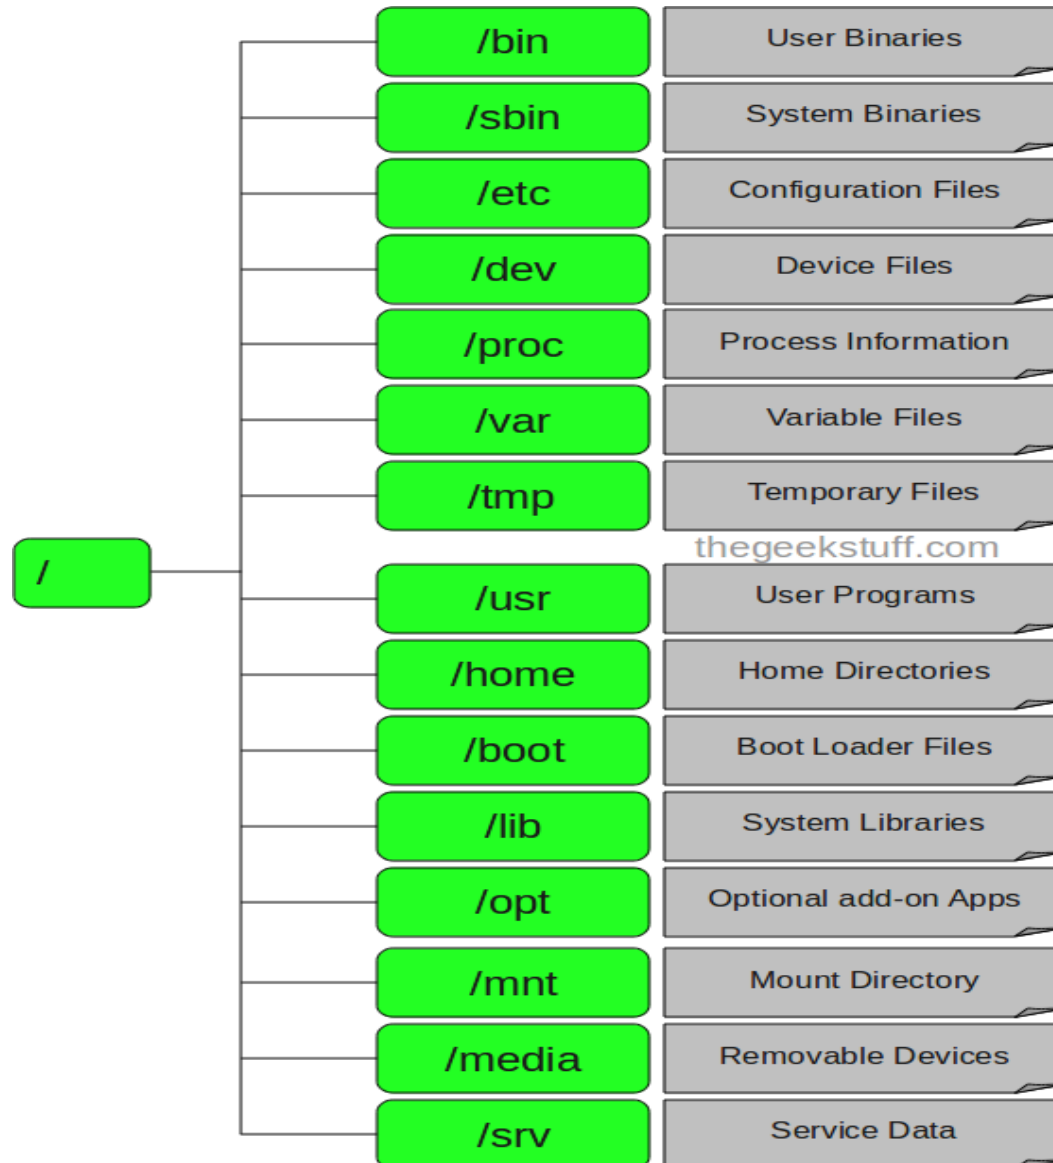 /bin User Binaries
/sbin System Binaries
/etc Configuration Files
/dev Device Files
/proc Process Information
/var Variable Files
/tmp Temporary Files
thegeekstuff.com
/
/usr User Programs
/home Home Directories
/boot Boot Loader Files
/lib System Libraries
/opt Optional add-on Apps
/mnt Mount Directory
/media Removable Devices
/srv Service Data